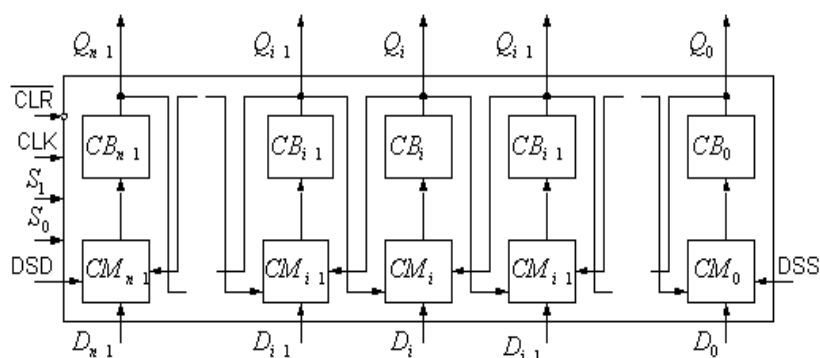 Q_{n 1} Q_{i 1} Q_i Q_{i 1} Q_0
\overline{CLR}
CLK
S_1
S_0
DSD
CB_{n 1} CB_{i 1} CB_i CB_{i 1} CB_0
CM_{n 1} CM_{i 1} CM_i CM_{i 1} CM_0
DSS
D_{n 1} D_{i 1} D_i D_{i 1} D_0